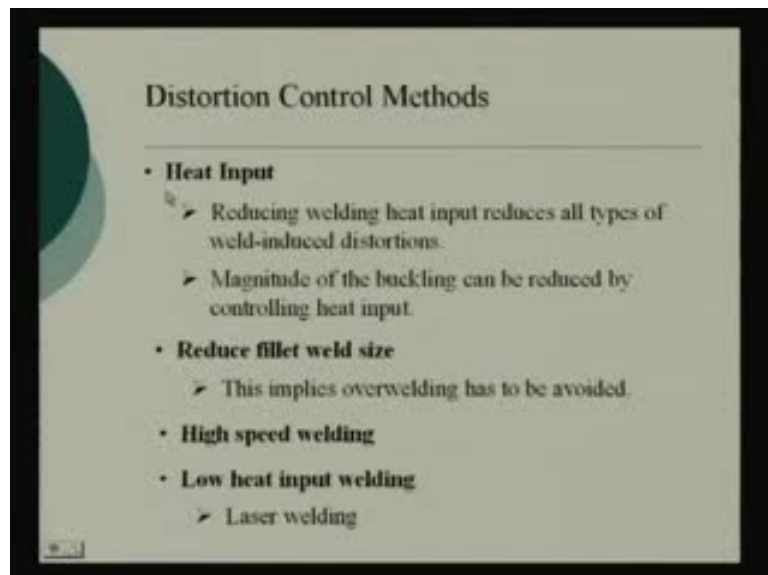 Distortion Control Methods
• Heat Input
➤ Reducing welding heat input reduces all types of
weld-induced distortions.
➤ Magnitude of the buckling can be reduced by
controlling heat input.
• Reduce fillet weld size
➤ This implies overwelding has to be avoided.
• High speed welding
• Low heat input welding
➤ Laser welding